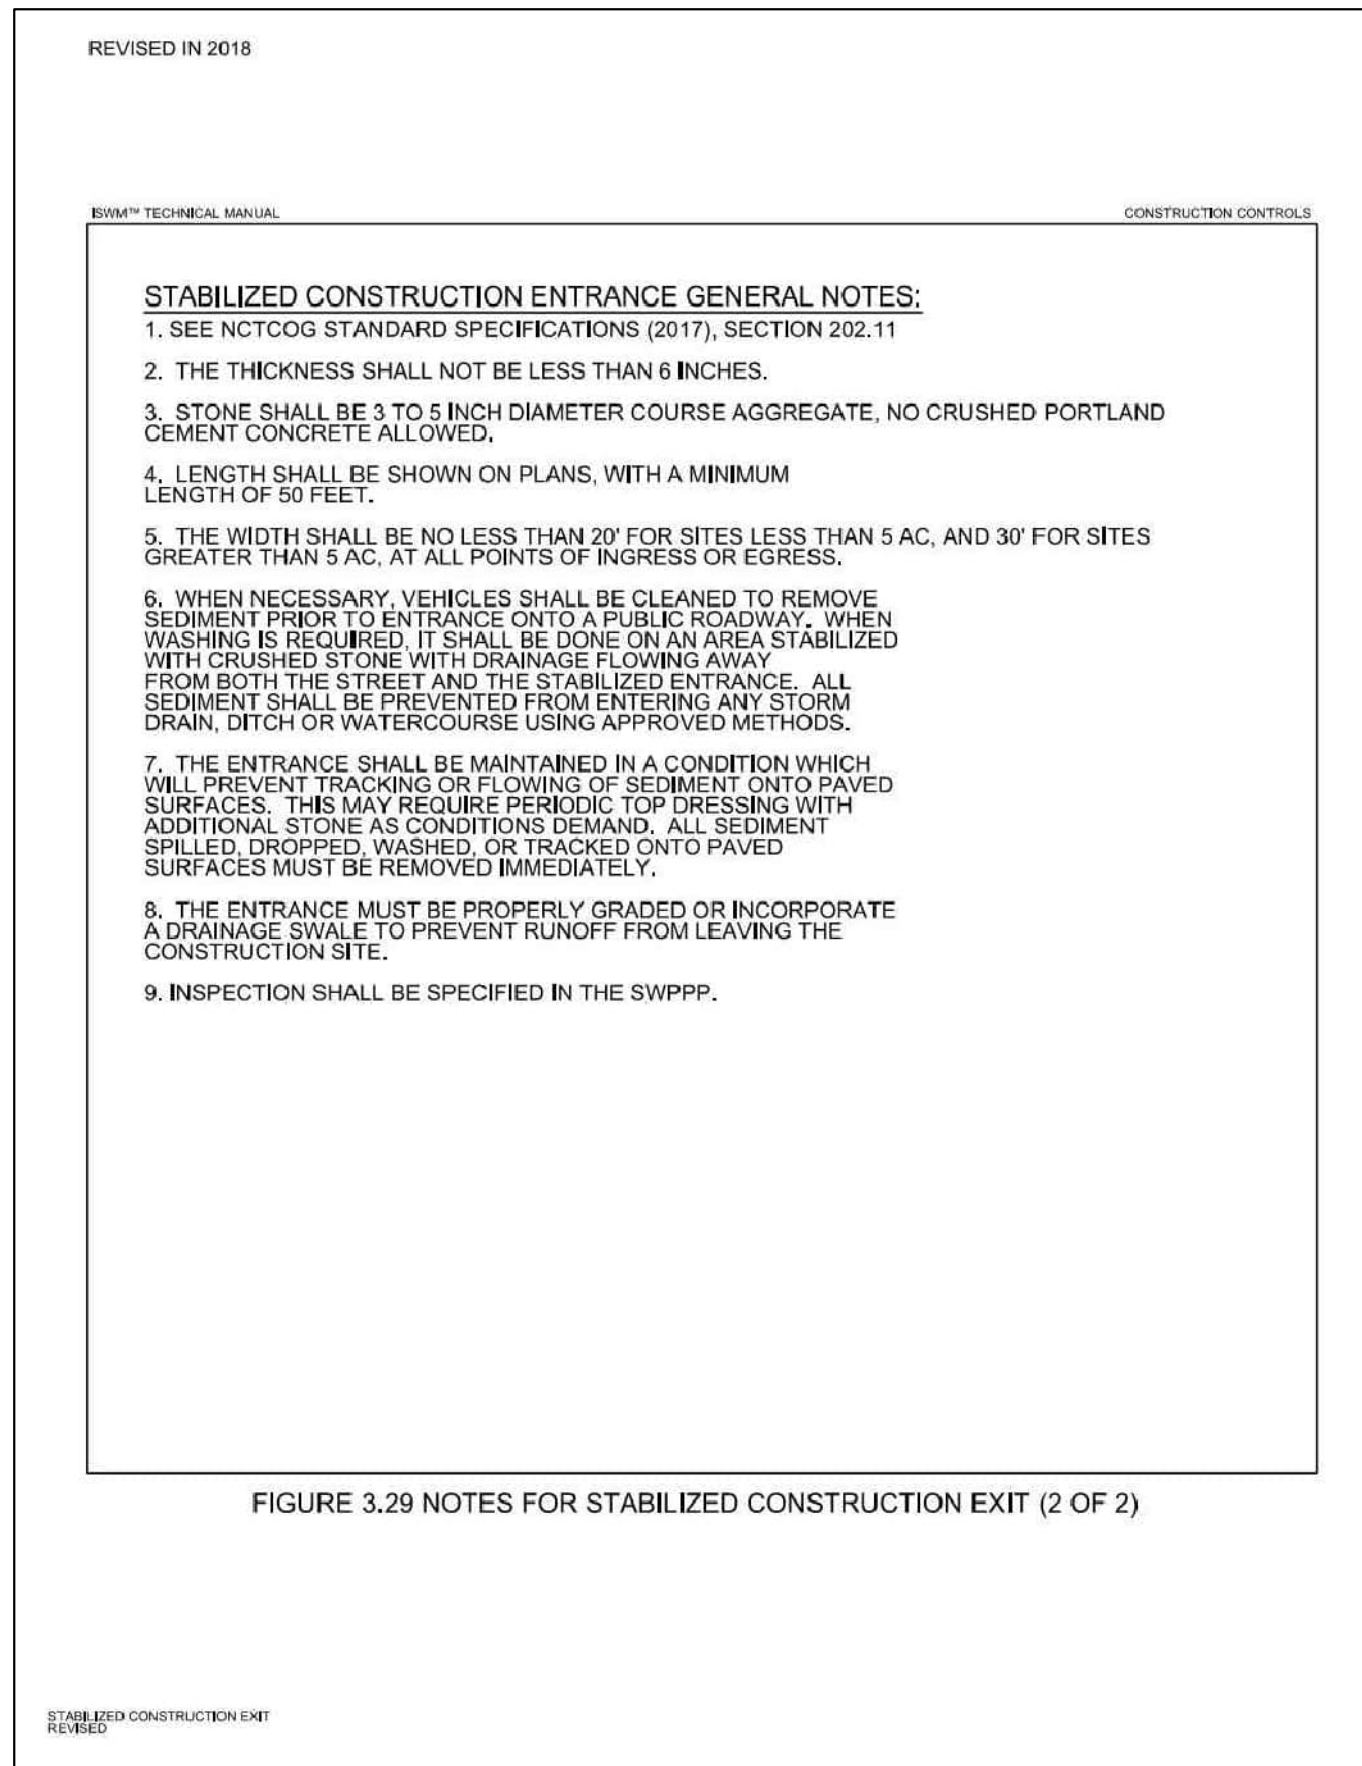 REVISED IN 2018
ISWM™ TECHNICAL MANUAL
CONSTRUCTION CONTROLS
STABILIZED CONSTRUCTION ENTRANCE GENERAL NOTES:
1. SEE NCTCOG STANDARD SPECIFICATIONS (2017), SECTION 202.11
2. THE THICKNESS SHALL NOT BE LESS THAN 6 INCHES.
3. STONE SHALL BE 3 TO 5 INCH DIAMETER COURSE AGGREGATE, NO CRUSHED PORTLAND
CEMENT CONCRETE ALLOWED.
4. LENGTH SHALL BE SHOWN ON PLANS, WITH A MINIMUM
LENGTH OF 50 FEET.
5. THE WIDTH SHALL BE NO LESS THAN 20' FOR SITES LESS THAN 5 AC, AND 30' FOR SITES
GREATER THAN 5 AC, AT ALL POINTS OF INGRESS OR EGRESS.
6. WHEN NECESSARY, VEHICLES SHALL BE CLEANED TO REMOVE
SEDIMENT PRIOR TO ENTRANCE ONTO A PUBLIC ROADWAY. WHEN
WASHING IS REQUIRED, IT SHALL BE DONE ON AN AREA STABILIZED
WITH CRUSHED STONE WITH DRAINAGE FLOWING AWAY
FROM BOTH THE STREET AND THE STABILIZED ENTRANCE. ALL
SEDIMENT SHALL BE PREVENTED FROM ENTERING ANY STORM
DRAIN, DITCH OR WATERCOURSE USING APPROVED METHODS.
7. THE ENTRANCE SHALL BE MAINTAINED IN A CONDITION WHICH
WILL PREVENT TRACKING OR FLOWING OF SEDIMENT ONTO PAVED
SURFACES. THIS MAY REQUIRE PERIODIC TOP DRESSING WITH
ADDITIONAL STONE AS CONDITIONS DEMAND. ALL SEDIMENT
SPILLED, DROPPED, WASHED, OR TRACKED ONTO PAVED
SURFACES MUST BE REMOVED IMMEDIATELY.
8. THE ENTRANCE MUST BE PROPERLY GRADED OR INCORPORATE
A DRAINAGE SWALE TO PREVENT RUNOFF FROM LEAVING THE
CONSTRUCTION SITE.
9. INSPECTION SHALL BE SPECIFIED IN THE SWPPP.
FIGURE 3.29 NOTES FOR STABILIZED CONSTRUCTION EXIT (2 OF 2)
STABILIZED CONSTRUCTION EXIT
REVISED